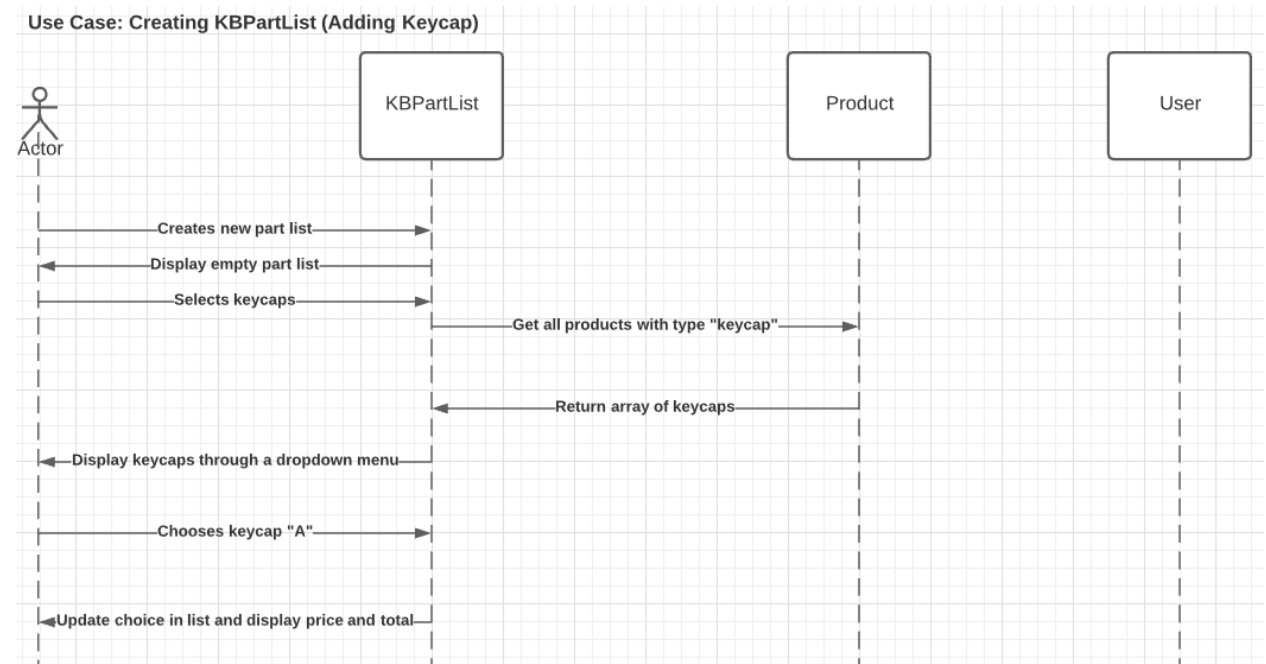 Use Case: Creating KBPartList (Adding Keycap)
KBPartList
Product
User
Actor
Creates new part list
Display empty part list
Selects keycaps
Get all products with type "keycap"
Return array of keycaps
Display keycaps through a dropdown menu
Chooses keycap "A"
Update choice in list and display price and total